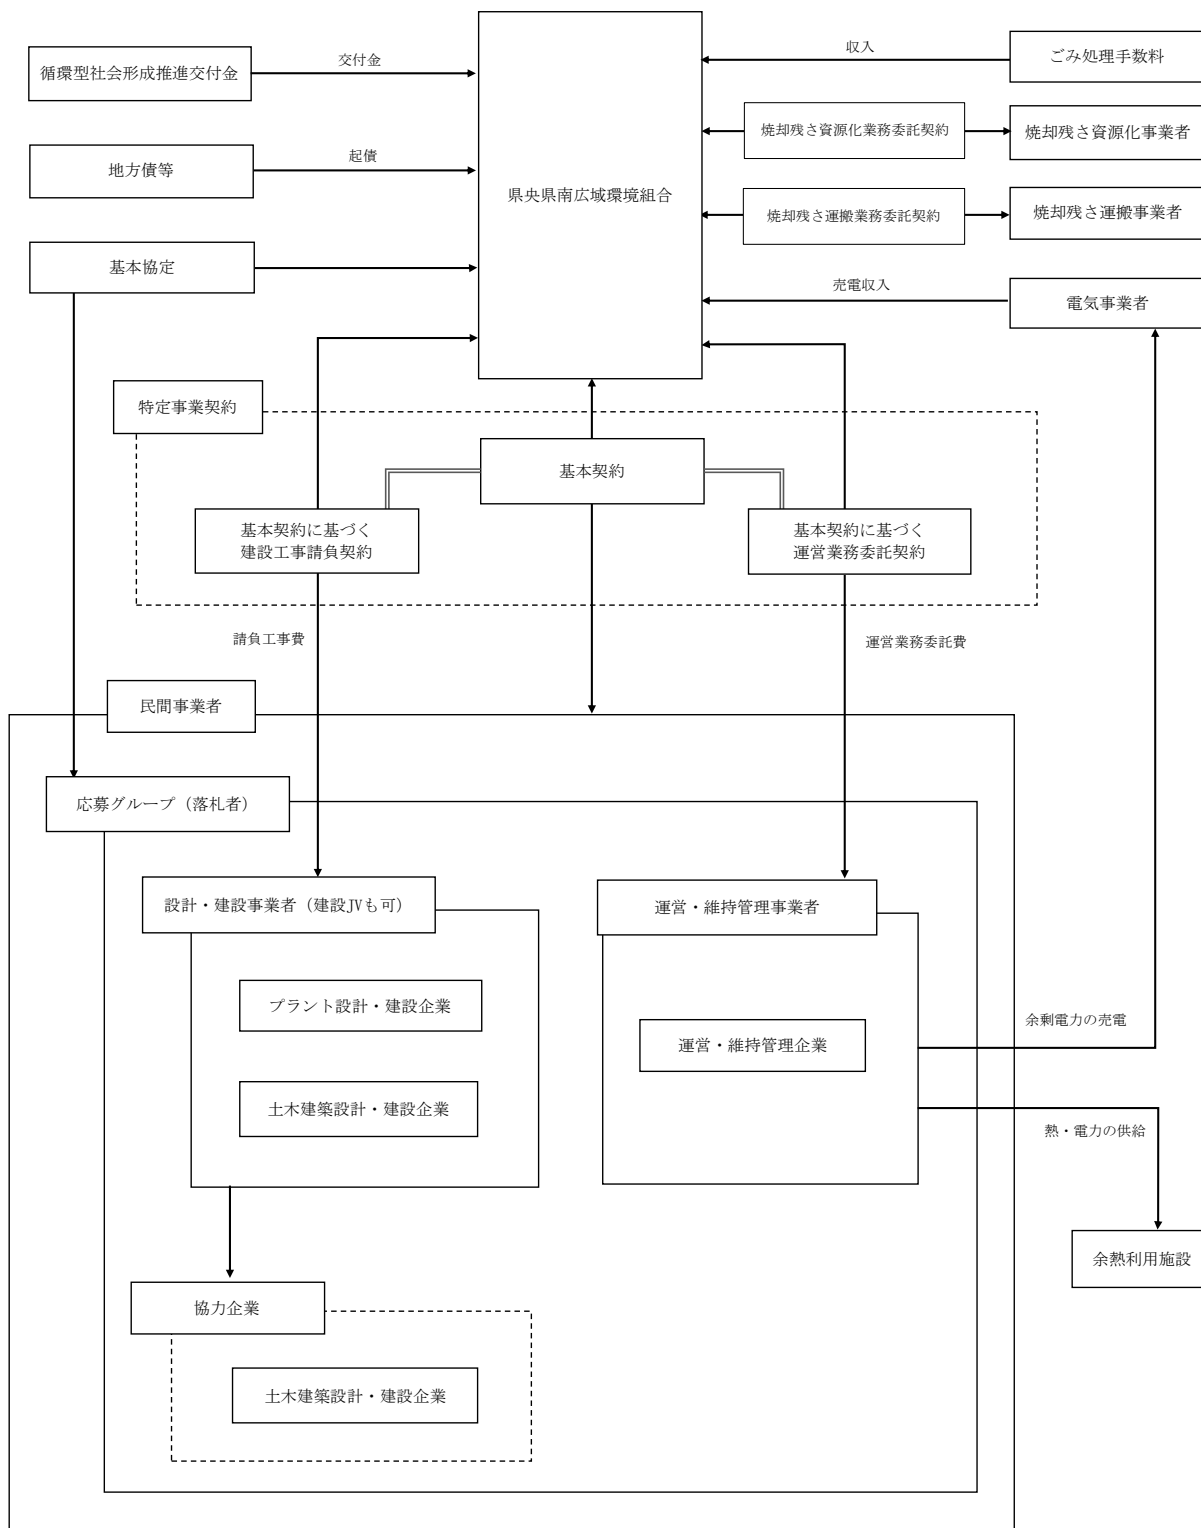 交付金
収入
循環型社会形成推進交付金
ごみ処理手数料
焼却残さ資源化業務委託契約
焼却残さ資源化事業者
起債
地方債等
県央県南広域環境組合
焼却残さ運搬業務委託契約
焼却残さ運搬事業者
基本協定
売電収入
電気事業者
特定事業契約
基本契約
基本契約に基づく
建設工事請負契約
基本契約に基づく
運営業務委託契約
請負工事費
運営業務委託費
民間事業者
応募グループ（落札者）
設計・建設事業者（建設JVも可）
運営・維持管理事業者
プラント設計・建設企業
余剰電力の売電
運営・維持管理企業
土木建築設計・建設企業
熱・電力の供給
余熱利用施設
協力企業
土木建築設計・建設企業